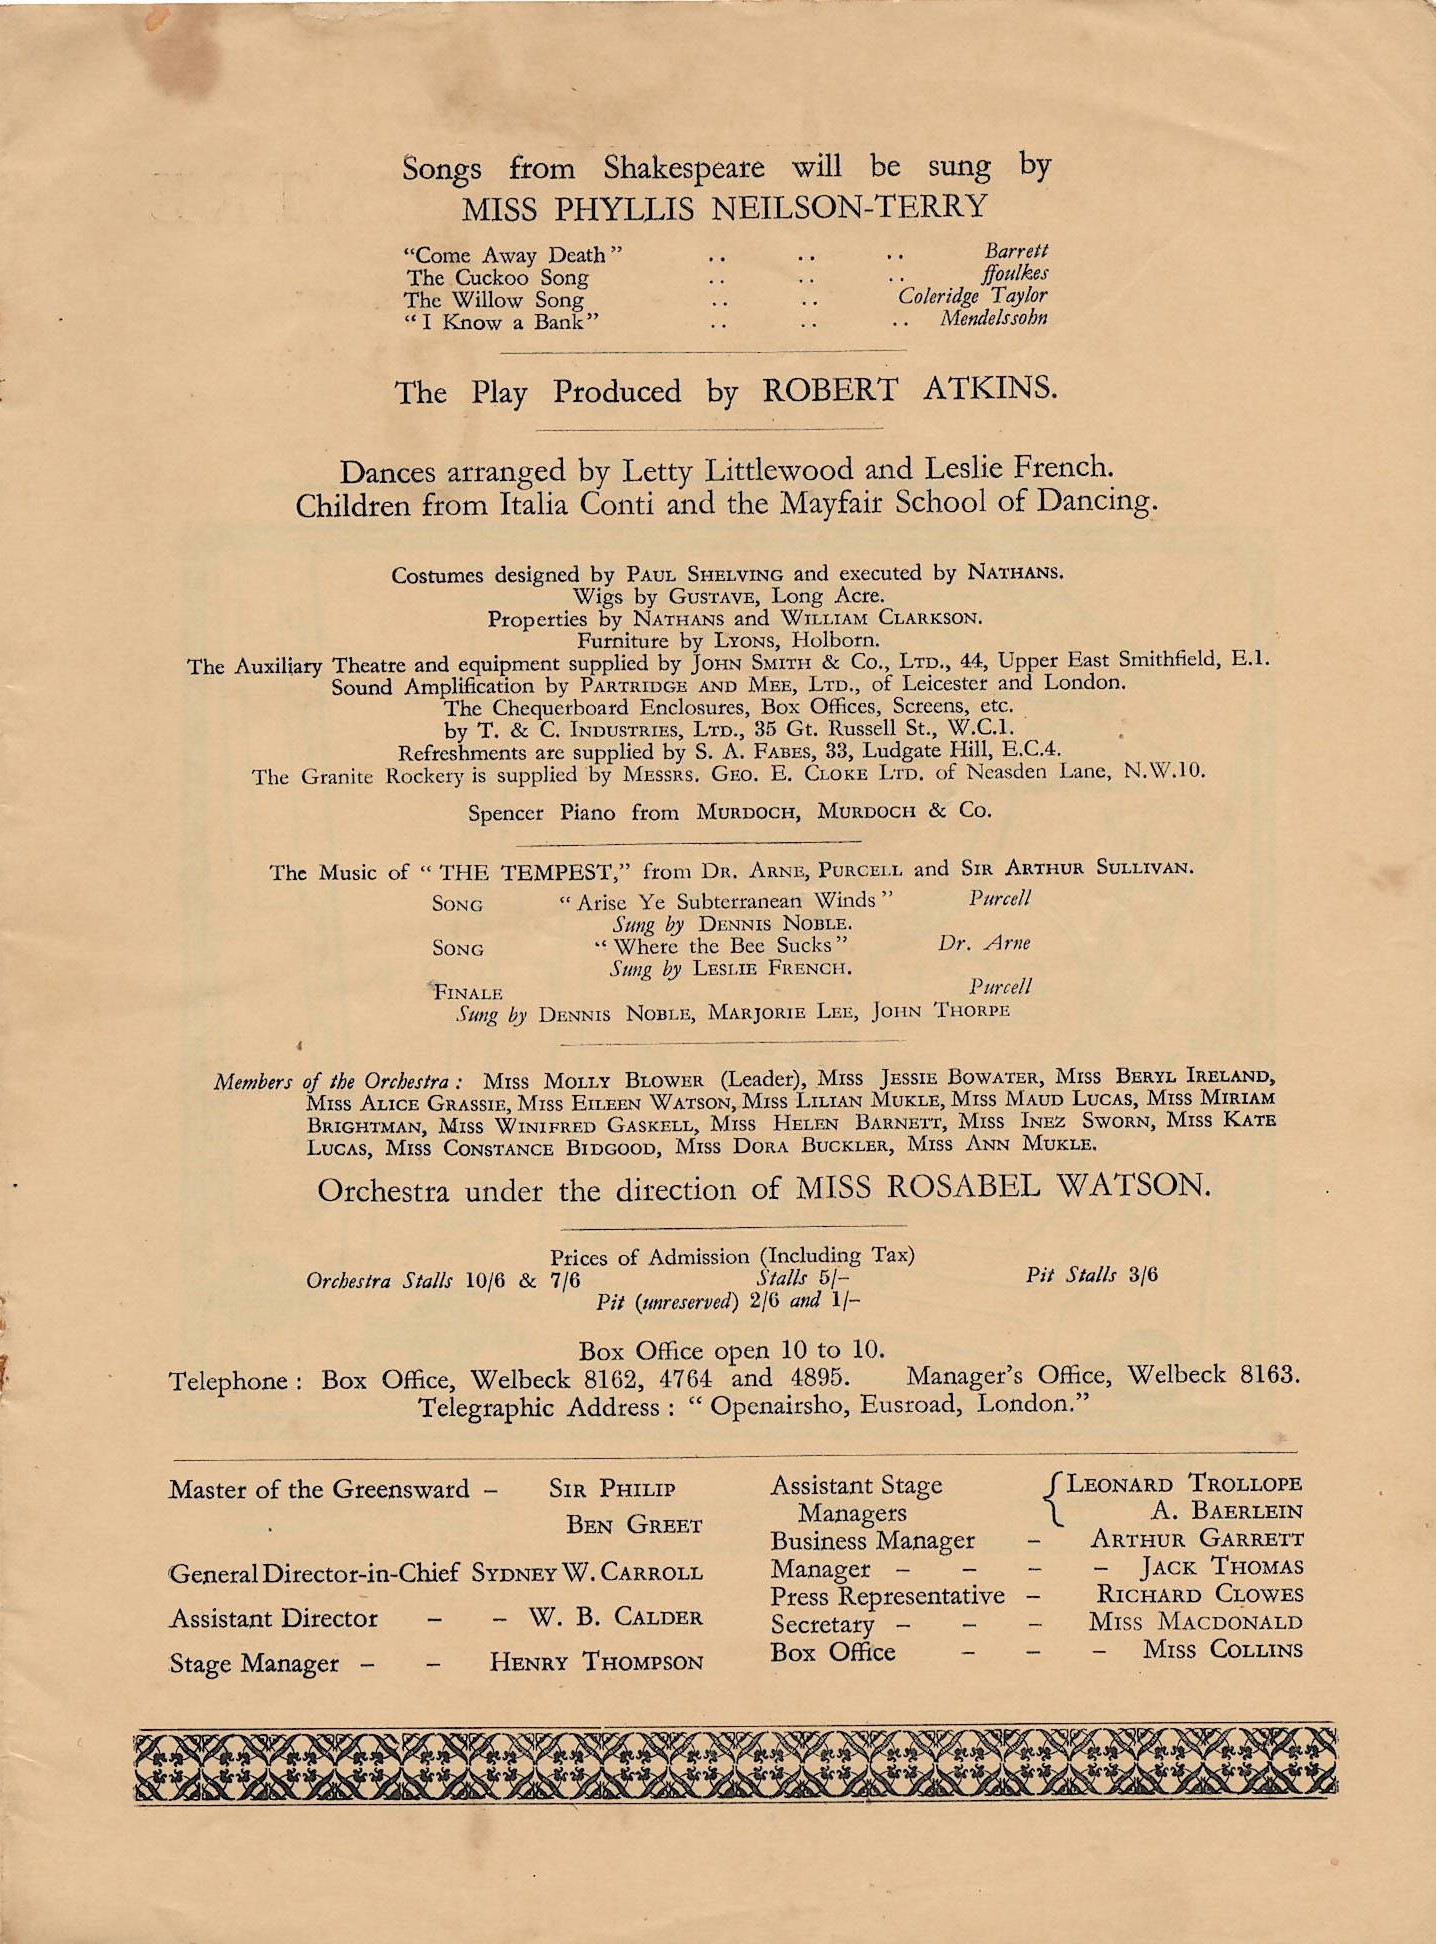 Songs from Shakespeare will be sung by
MISS PHYLLIS NEILSON-TERRY
"Come Away Death" .. .. .. Barrett
The Cuckoo Song .. .. .. ffoulkes
The Willow Song .. .. Coleridge Taylor
"I Know a Bank" .. .. .. Mendelssohn
The Play Produced by ROBERT ATKINS.
Dances arranged by Letty Littlewood and Leslie French.
Children from Italia Conti and the Mayfair School of Dancing.
Costumes designed by PAUL SHELVING and executed by NATHANS.
Wigs by GUSTAVE, Long Acre.
Properties by NATHANS and WILLIAM CLARKSON.
Furniture by LYONS, Holborn.
The Auxiliary Theatre and equipment supplied by JOHN SMITH & CO., LTD., 44, Upper East Smithfield, E.1.
Sound Amplification by PARTRIDGE AND MEE, LTD., of Leicester and London.
The Chequerboard Enclosures, Box Offices, Screens, etc.
by T. & C. INDUSTRIES, LTD., 35 Gt. Russell St., W.C.1.
Refreshments are supplied by S. A. FABES, 33, Ludgate Hill, E.C.4.
The Granite Rockery is supplied by MESSRS. GEO. E. CLOKE LTD. of Neasden Lane, N.W.10.
Spencer Piano from MURDOCH, MURDOCH & Co.
The Music of "THE TEMPEST," from DR. ARNE, PURCELL and SIR ARTHUR SULLIVAN.
SONG "Arise Ye Subterranean Winds" Purcell
Sung by DENNIS NOBLE.
SONG "Where the Bee Sucks" Dr. Arne
Sung by LESLIE FRENCH.
FINALE Purcell
Sung by DENNIS NOBLE, MARJORIE LEE, JOHN THORPE
Members of the Orchestra : MISS MOLLY BLOWER (Leader), MISS JESSIE BOWATER, MISS BERYL IRELAND,
MISS ALICE GRASSIE, MISS EILEEN WATSON, MISS LILIAN MUKLE, MISS MAUD LUCAS, MISS MIRIAM
BRIGHTMAN, MISS WINIFRED GASKELL, MISS HELEN BARNETT, MISS INEZ SWORN, MISS KATE
LUCAS, MISS CONSTANCE BIDGOOD, MISS DORA BUCKLER, MISS ANN MUKLE.
Orchestra under the direction of MISS ROSABEL WATSON.
Prices of Admission (Including Tax)
Orchestra Stalls 10/6 & 7/6 Stalls 5/- Pit Stalls 3/6
Pit (unreserved) 2/6 and 1/-
Box Office open 10 to 10.
Telephone : Box Office, Welbeck 8162, 4764 and 4895. Manager's Office, Welbeck 8163.
Telegraphic Address : "Openairsho, Eusroad, London."
Master of the Greensward - SIR PHILIP
BEN GREET
General Director-in-Chief SYDNEY W. CARROLL
Assistant Director - - W. B. CALDER
Stage Manager - - HENRY THOMPSON
Assistant Stage { LEONARD TROLLOPE
Managers A. BAERLEIN
Business Manager - ARTHUR GARRETT
Manager - - - - JACK THOMAS
Press Representative - RICHARD CLOWES
Secretary - - - MISS MACDONALD
Box Office - - - MISS COLLINS